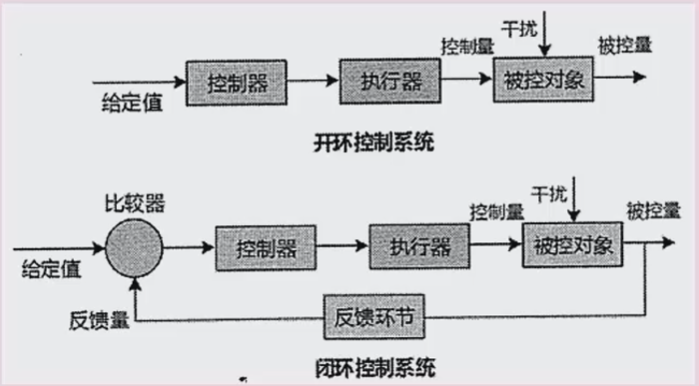 干扰
控制量
被控量
给定值
控制器
执行器
被控对象
开环控制系统
比较器
干扰
控制量
被控量
给定值
控制器
执行器
被控对象
反馈量
反馈环节
闭环控制系统